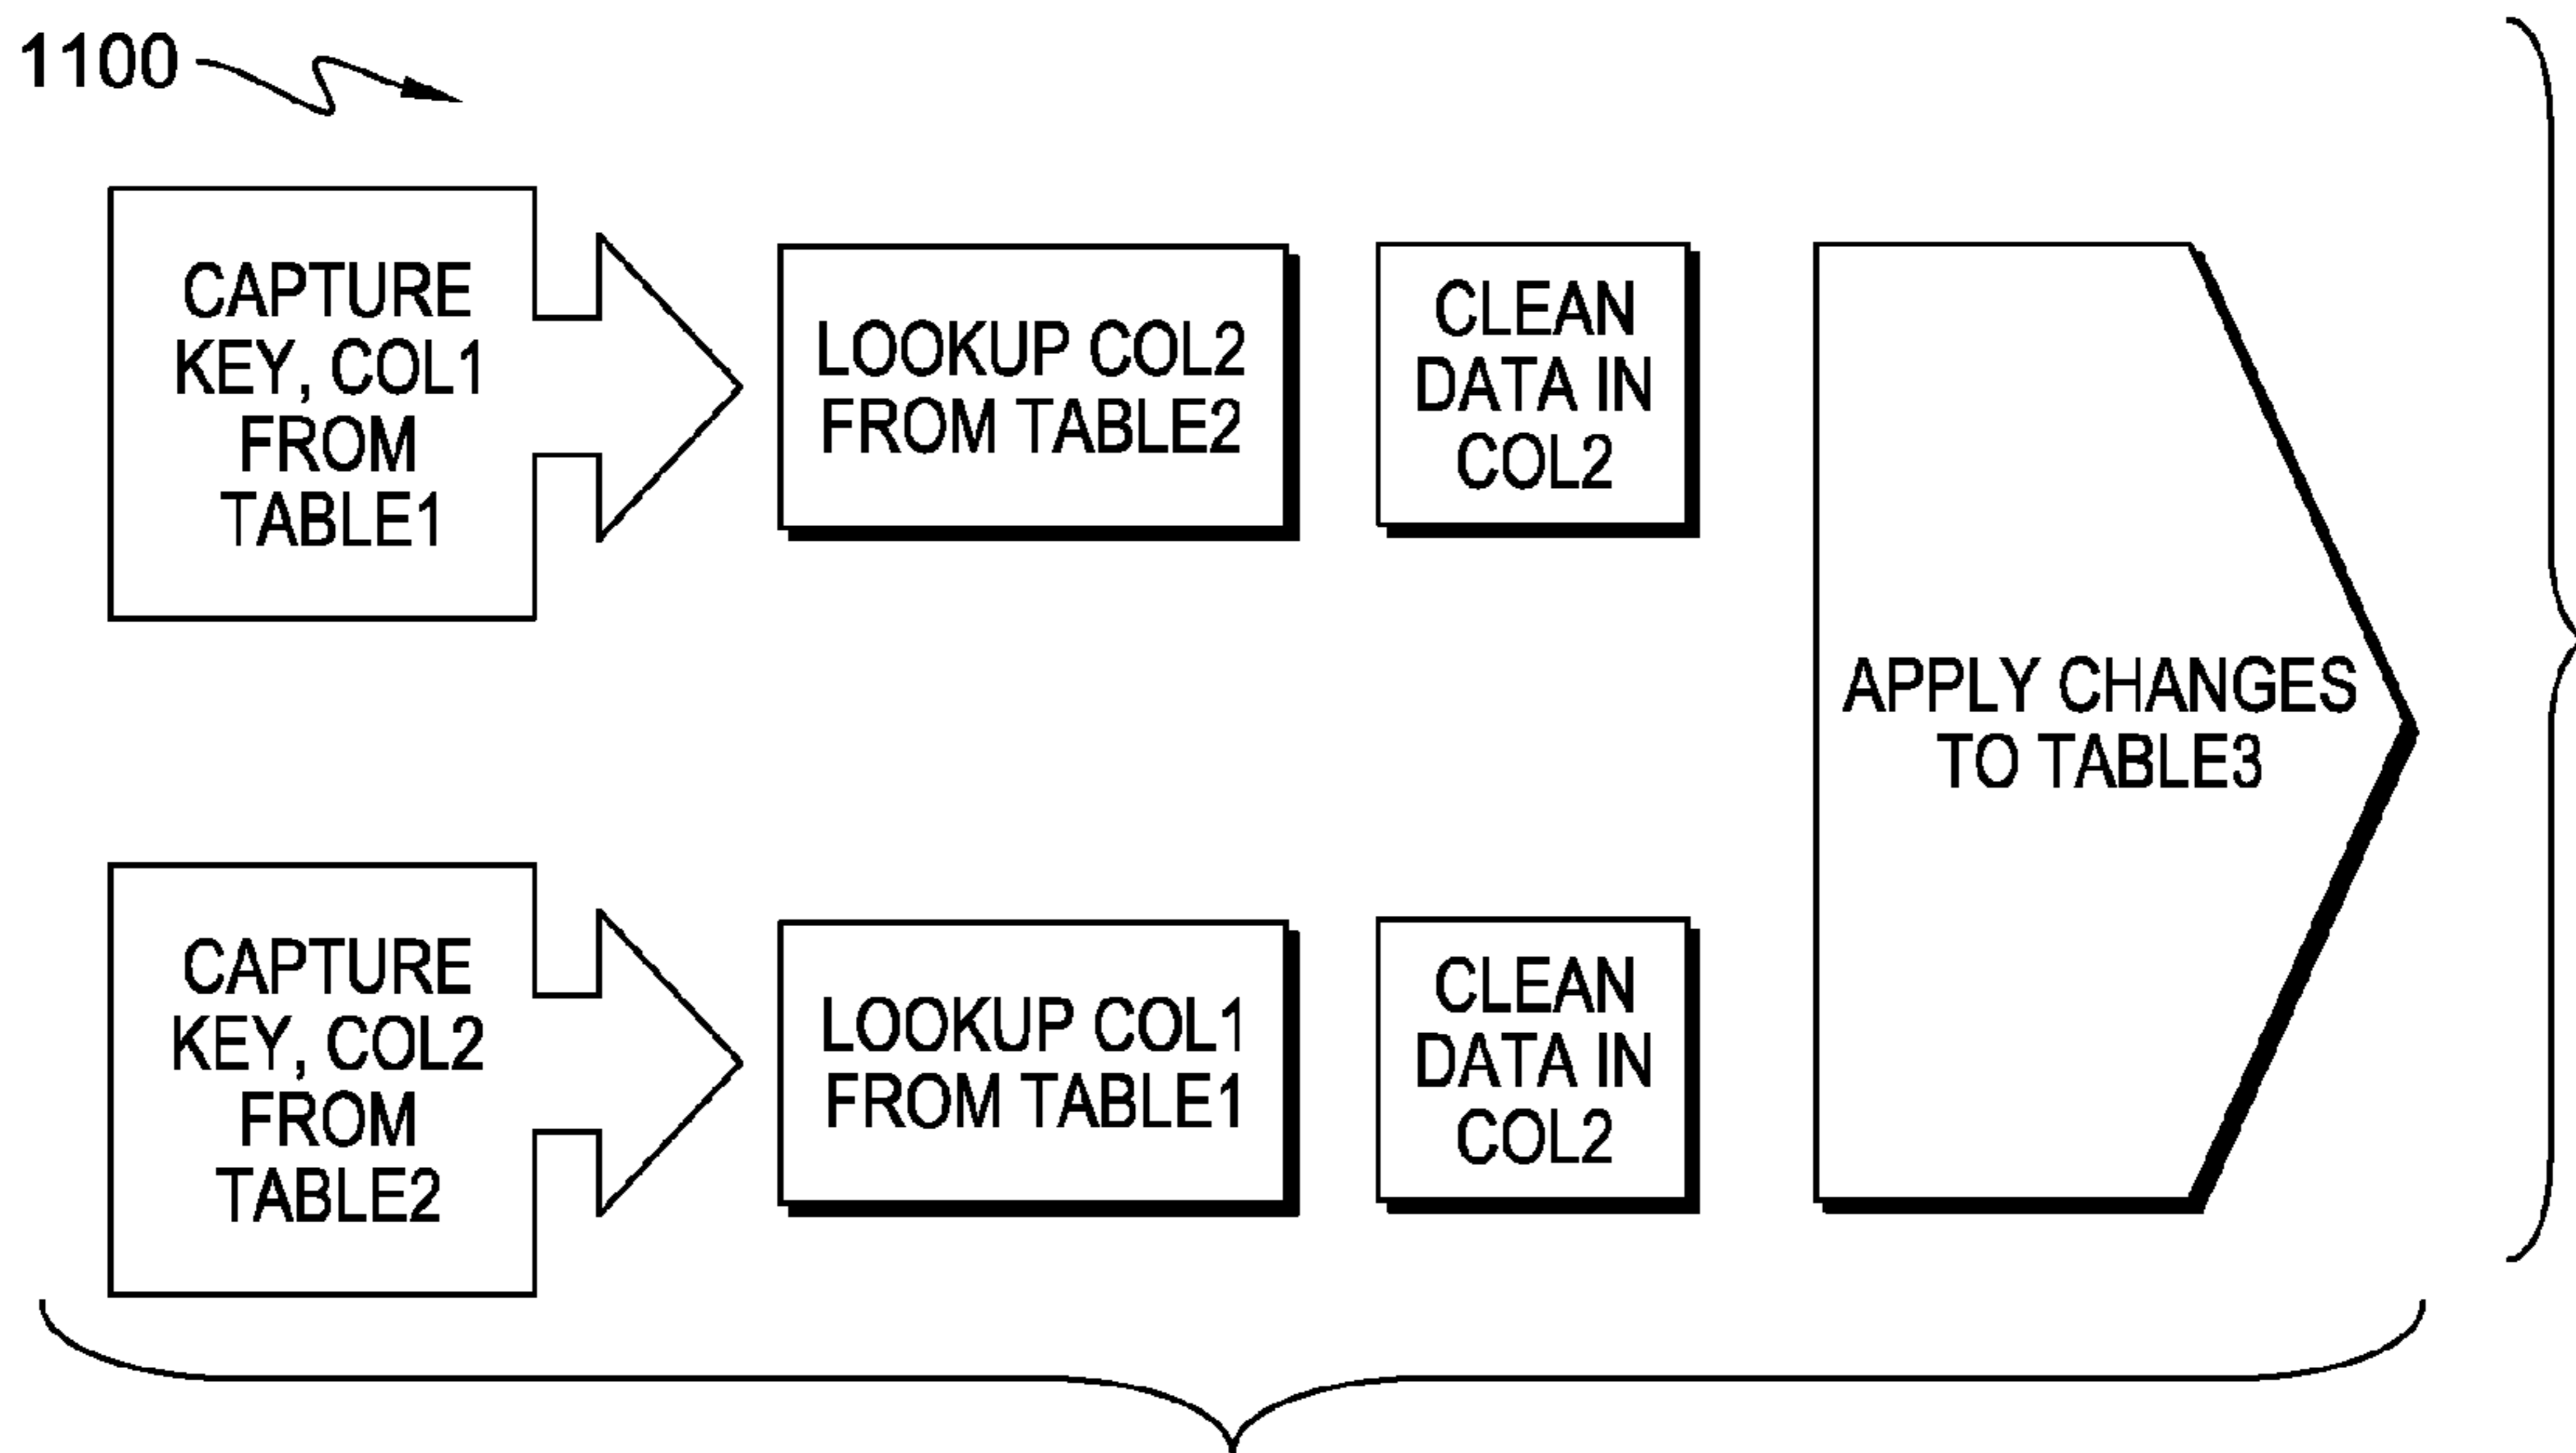 1100
CAPTURE
KEY, COL1
FROM
TABLE1
LOOKUP COL2
FROM TABLE2
CLEAN
DATA IN
COL2
APPLY CHANGES
TO TABLE3
CAPTURE
KEY, COL2
FROM
TABLE2
LOOKUP COL1
FROM TABLE1
CLEAN
DATA IN
COL2